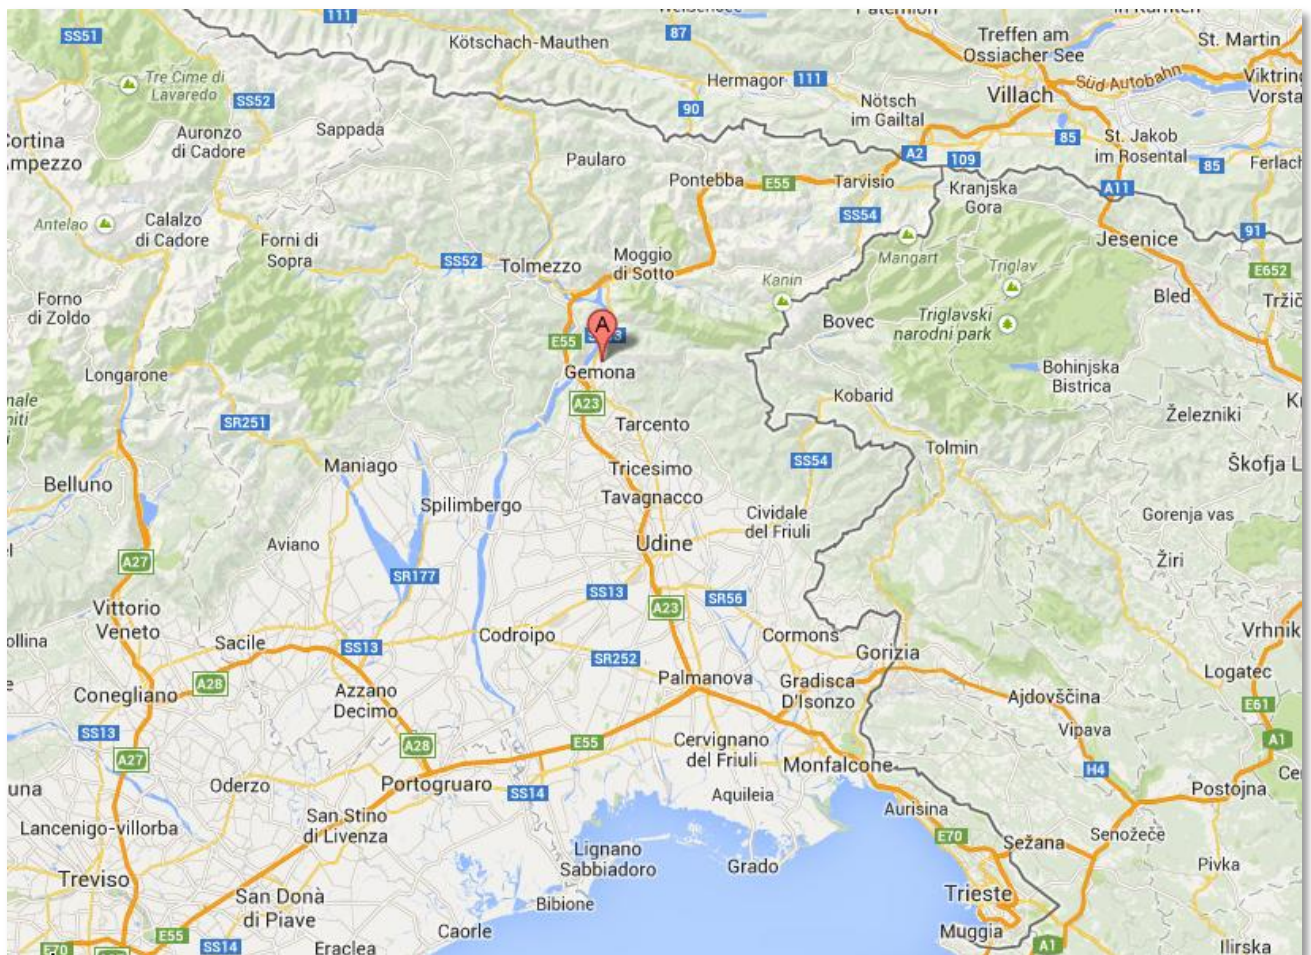 111
SS51
Kötschach-Mauthen
87
Treffen am
Ossiacher See
St. Martin
Tre Cime di
Lavaredo
SS52
Hermagor
111
Süd Autobahn
Villach
90
Nötsch
im Gailtal
Auronzo
di Cadore
Sappada
Paularo
A2
109
85
St. Jakob
im Rosental
85
Pontebba
E55
Tarvisio
Kranjska
Gora
A11
SS54
Antelao
Calalzo
di Cadore
Forni di
Sopra
SS52
Tolmezzo
Moggio
di Sotto
Mangart
Jesenice
91
E652
Kanin
Triglav
Forno
di Zoldo
Bled
Bovec
Triglavski
narodni park
A
E55
Gemona
Longarone
Bohinjska
Bistrica
Kobarid
A23
SR251
Tarcento
Železniki
Tolmin
SS54
Maniago
Tricesimo
Belluno
Spilimbergo
Tavagnacco
Cividale
del Friuli
Gorenja vas
Aviano
Udine
Žiri
A27
SR177
SS13
SR56
A23
Vittorio
Veneto
Sacile
SS13
Codroipo
Cormons
SR252
Gorizia
Logatec
Conegliano
A28
Azzano
Decimo
Palmanova
Gradisca
D'Isonzo
Ajdovščina
E61
SS13
A28
E55
Cervignano
del Friuli
Vipava
A1
A27
Monfalcone
H4
Oderzo
Portogruaro
SS14
Aquileia
Postojna
Aurisina
Lancenigo-villorba
San Stino
di Livenza
E70
Sežana
Senožeče
Lignano
Sabbiadoro
Grado
Pivka
Treviso
San Donà
di Piave
Bibione
Trieste
E55
Caorle
Muggia
E70
SS14
Eraclea
A1
Ilirska